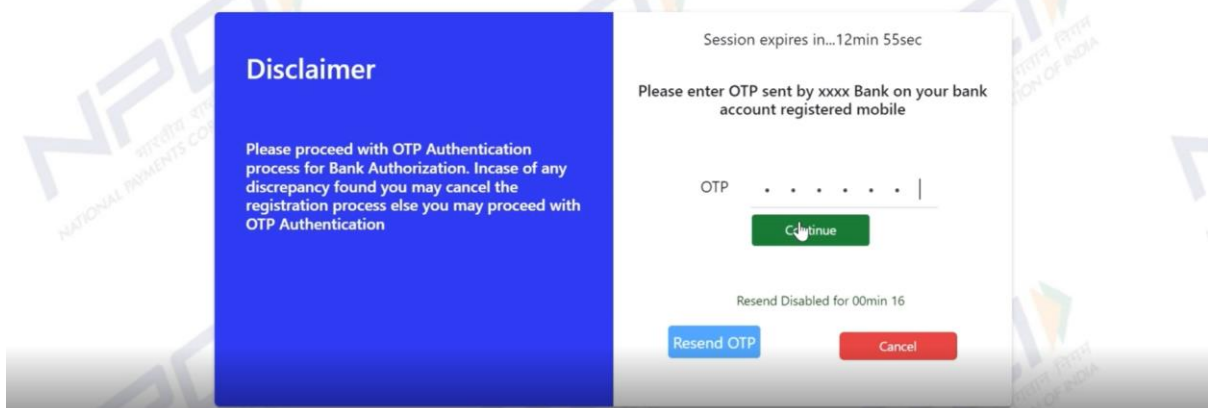 Session expires in...12min 55sec
Disclaimer
Please enter OTP sent by xxxx Bank on your bank
account registered mobile
Please proceed with OTP Authentication
process for Bank Authorization. Incase of any
discrepancy found you may cancel the
registration process else you may proceed with
OTP Authentication
OTP
Continue
Resend Disabled for 00min 16
Resend OTP
Cancel